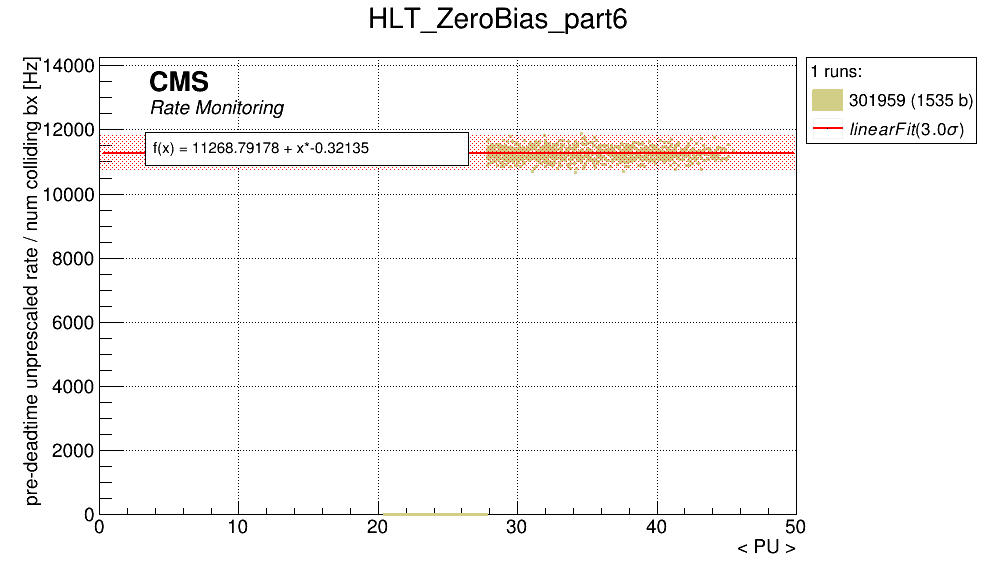 HLT_ZeroBias_part6
pre-deadtime unprescaled rate / num colliding bx [Hz]
14000
12000
10000
8000
6000
4000
2000
0
CMS
Rate Monitoring
f(x) = 11268.79178 + x*-0.32135
0 10 20 30 40 50
< PU >
1 runs:
301959 (1535 b)
linearFit(3.0σ)